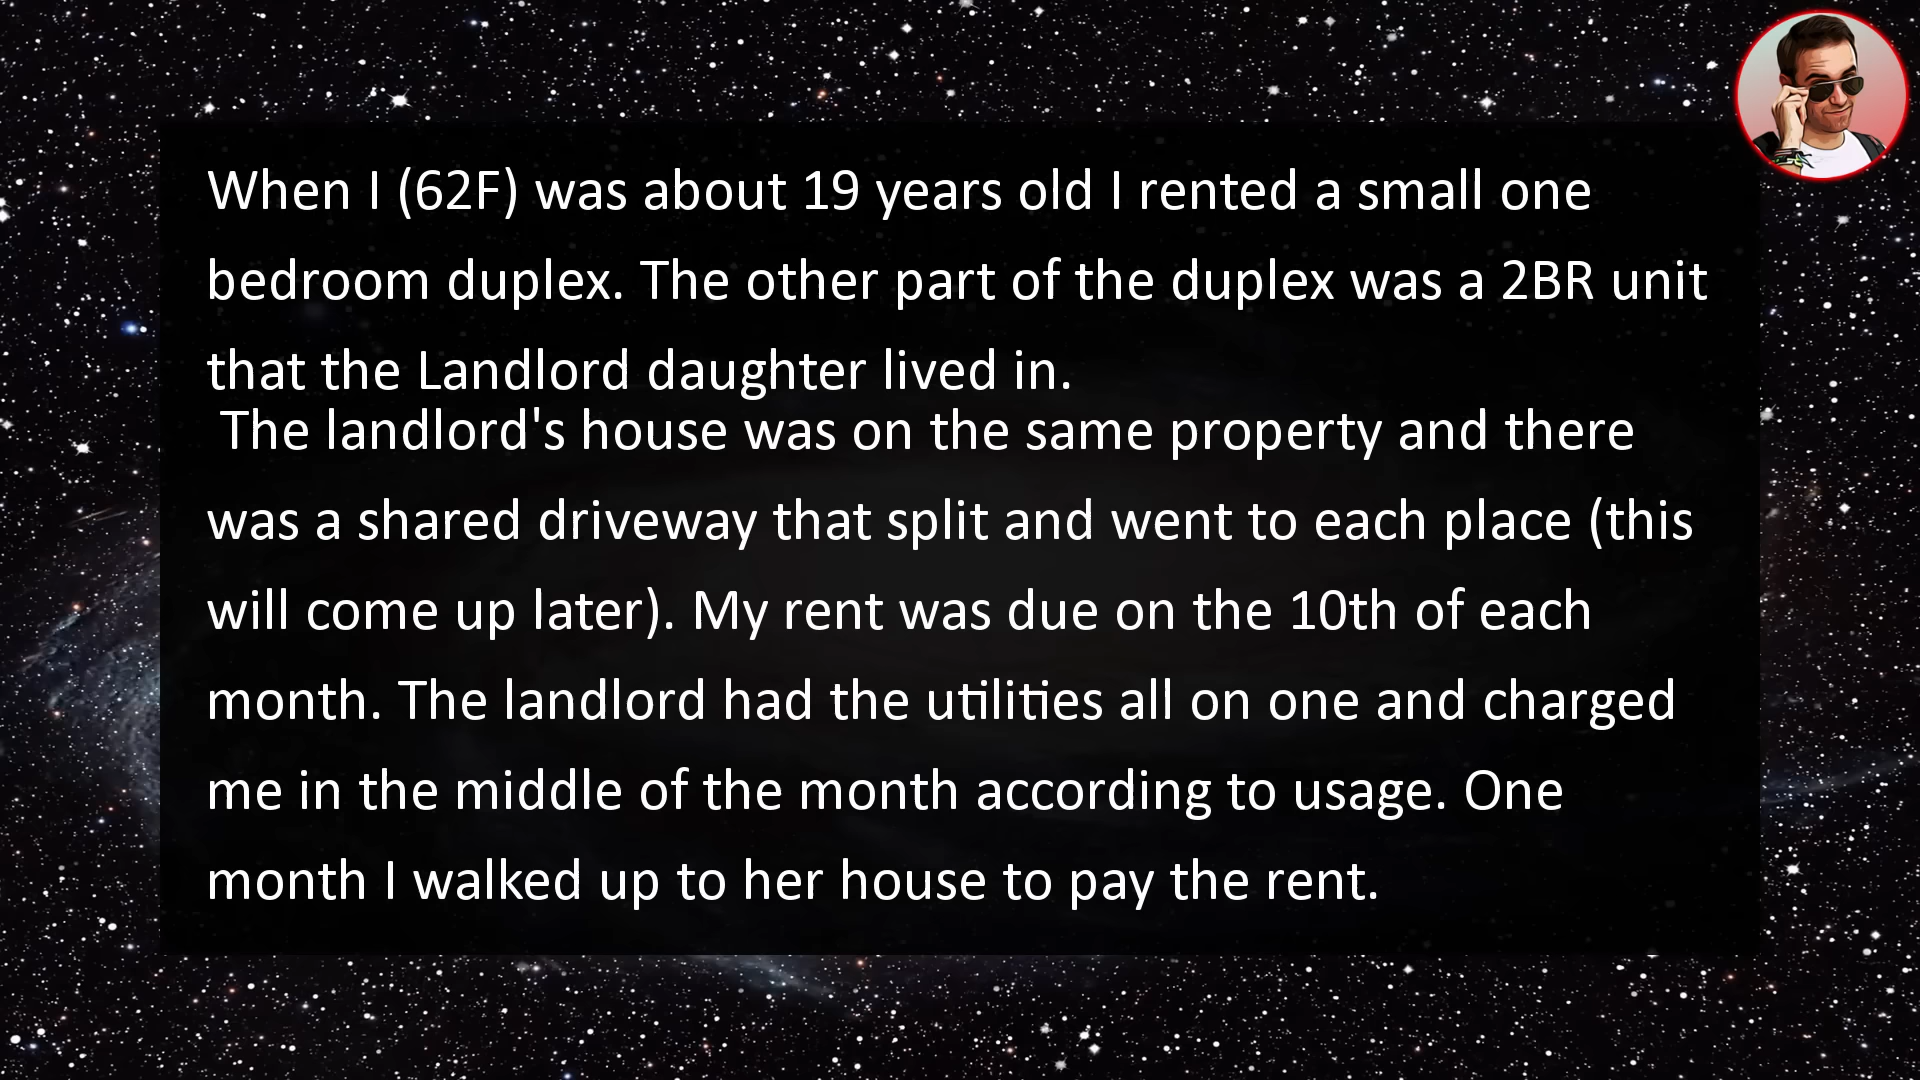 When I (62F) was about 19 years old I rented a small one
bedroom duplex. The other part of the duplex was a 2BR unit
that the Landlord daughter lived in.
The landlord's house was on the same property and there
was a shared driveway that split and went to each place (this
will come up later). My rent was due on the 10th of each
month. The landlord had the utilities all on one and charged
me in the middle of the month according to usage. One
month I walked up to her house to pay the rent.